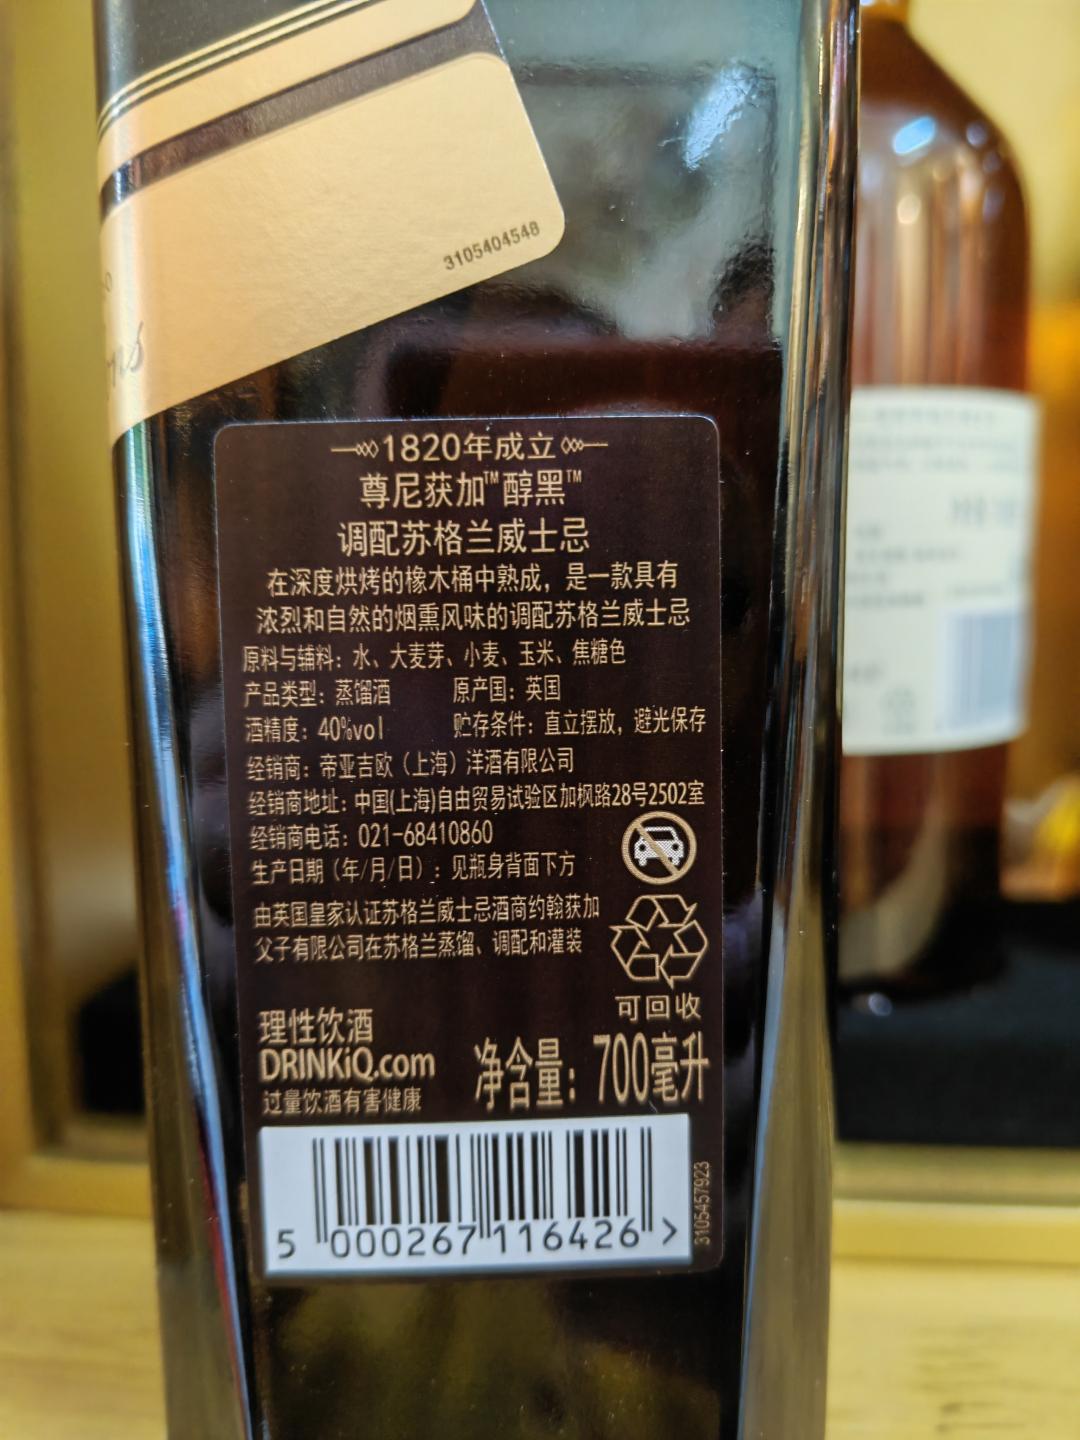 3105404548
1820年成立
尊尼获加™醇黑™
调配苏格兰威士忌
在深度烘烤的橡木桶中熟成，是一款具有
浓烈和自然的烟熏风味的调配苏格兰威士忌
原料与辅料：水、大麦芽、小麦、玉米、焦糖色
产品类型：蒸馏酒 原产国：英国
酒精度：40%vol 贮存条件：直立摆放，避光保存
经销商：帝亚吉欧（上海）洋酒有限公司
经销商地址：中国(上海)自由贸易试验区加枫路28号2502室
经销商电话：021-68410860
生产日期（年/月/日）：见瓶身背面下方
由英国皇家认证苏格兰威士忌酒商约翰获加
父子有限公司在苏格兰蒸馏、调配和灌装
可回收
理性饮酒
DRINKiQ.com
净含量：700毫升
过量饮酒有害健康
5 000267 116426 >
3105457923